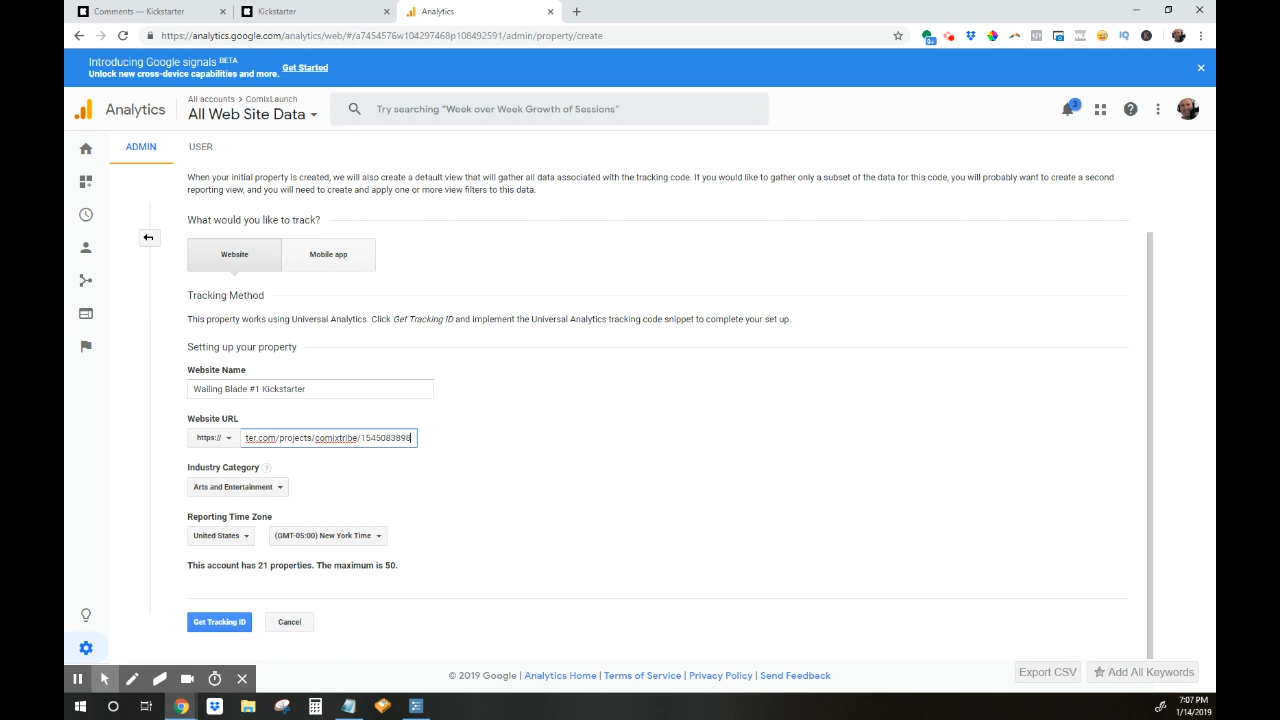 Comments — Kickstarter
Kickstarter
Analytics
https://analytics.google.com/analytics/web/#/a7454576w104297468p108492591/admin/property/create
9+
IQ
Introducing Google signals BETA
Unlock new cross-device capabilities and more. Get Started
Analytics
All accounts > ComixLaunch
All Web Site Data
Try searching "Week over Week Growth of Sessions"
3
ADMIN
USER
When your initial property is created, we will also create a default view that will gather all data associated with the tracking code. If you would like to gather only a subset of the data for this code, you will probably want to create a second
reporting view, and you will need to create and apply one or more view filters to this data.
What would you like to track?
Website
Mobile app
Tracking Method
This property works using Universal Analytics. Click Get Tracking ID and implement the Universal Analytics tracking code snippet to complete your set up.
Setting up your property
Website Name
Wailing Blade #1 Kickstarter
Website URL
https://
ter.com/projects/comixtribe/1545083898
Industry Category ?
Arts and Entertainment
Reporting Time Zone
United States
(GMT-05:00) New York Time
This account has 21 properties. The maximum is 50.
Get Tracking ID
Cancel
© 2019 Google | Analytics Home | Terms of Service | Privacy Policy | Send Feedback
Export CSV
Add All Keywords
7:07 PM
1/14/2019